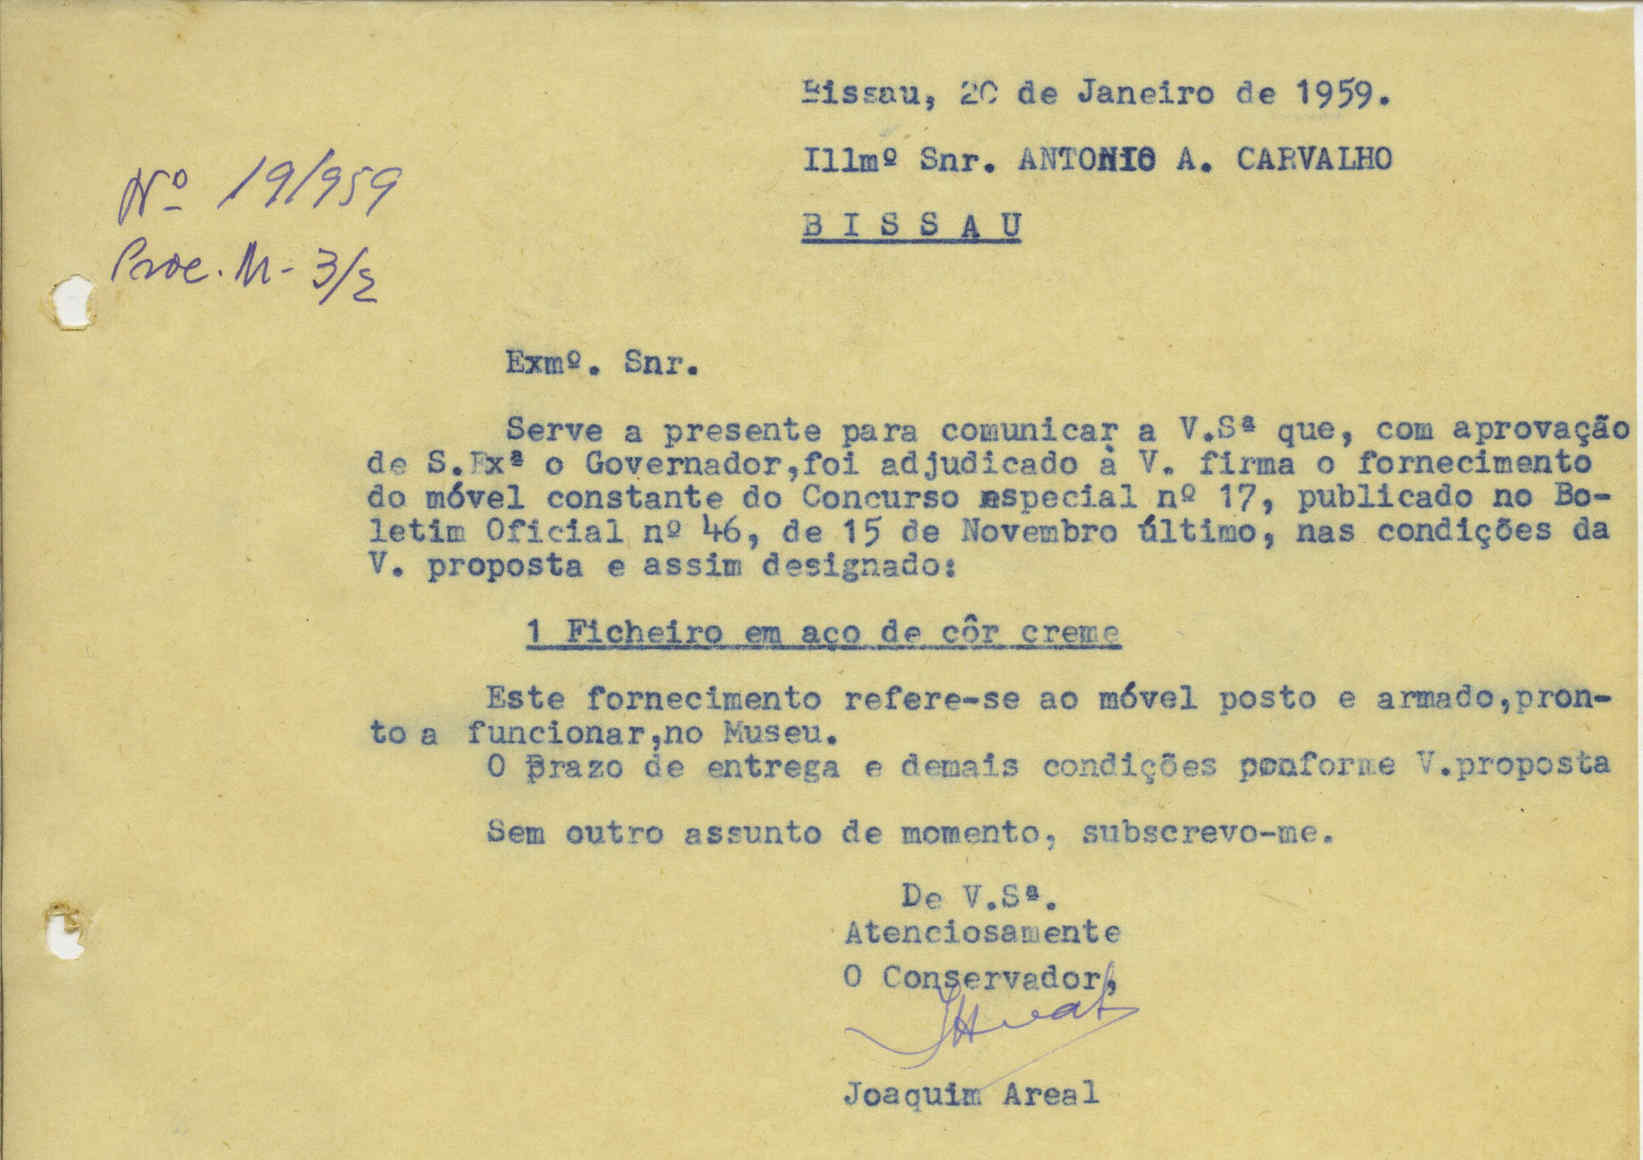 Bissau, 20 de Janeiro de 1959.
Illmº Snr. ANTONIO A. CARVALHO
Nº 19/959
Proc. M-3/2
B I S S A U
Exmº. Snr.
Serve a presente para comunicar a V.Sª que, com aprovação
de S.Exª o Governador,foi adjudicado à V. firma o fornecimento
do móvel constante do Concurso especial nº 17, publicado no Bo-
letim Oficial nº 46, de 15 de Novembro último, nas condições da
V. proposta e assim designado:
1 Ficheiro em aço de côr creme
Este fornecimento refere-se ao móvel posto e armado,pron-
to a funcionar,no Museu.
O prazo de entrega e demais condições conforme V.proposta
Sem outro assunto de momento, subscrevo-me.
De V.Sª.
Atenciosamente
O Conservador,
Joaquim Areal